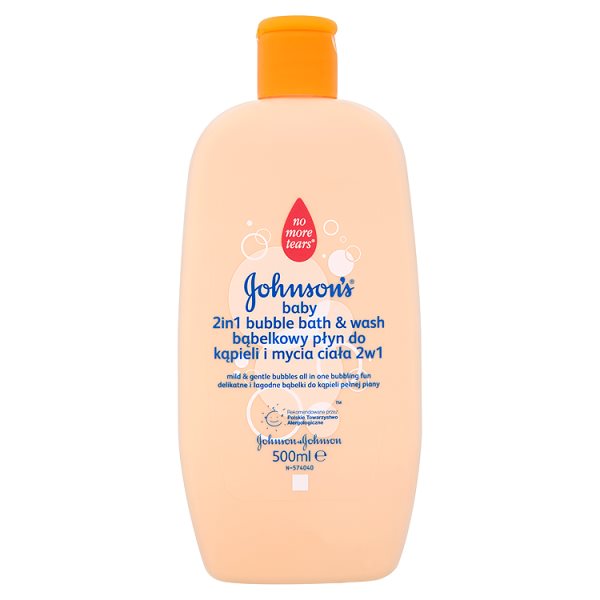 no
more
tears®
Johnson's®
baby
2in1 bubble bath & wash
bąbelkowy płyn do
kąpieli i mycia ciała 2w1
mild & gentle bubbles all in one bubbling fun
delikatne i łagodne bąbelki do kąpieli pełnej piany
™
Rekomendowane przez
Polskie Towarzystwo
Alergologiczne
Johnson & Johnson
500ml ℮
N-574040